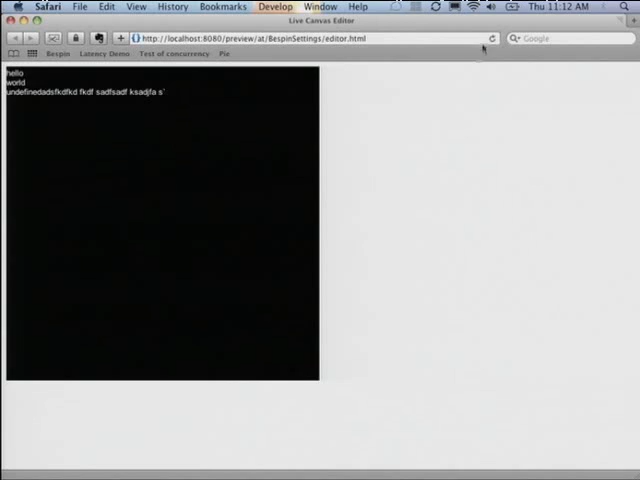 Safari File Edit View History Bookmarks Develop Window Help Thu 11:12 AM
Live Canvas Editor
http://localhost:8080/preview/at/BespinSettings/editor.html Google
Bespin Latency Demo Test of concurrency Pie
hello
world
undefinedadsfkdfkd fkdf sadfsadf ksadjfa s`